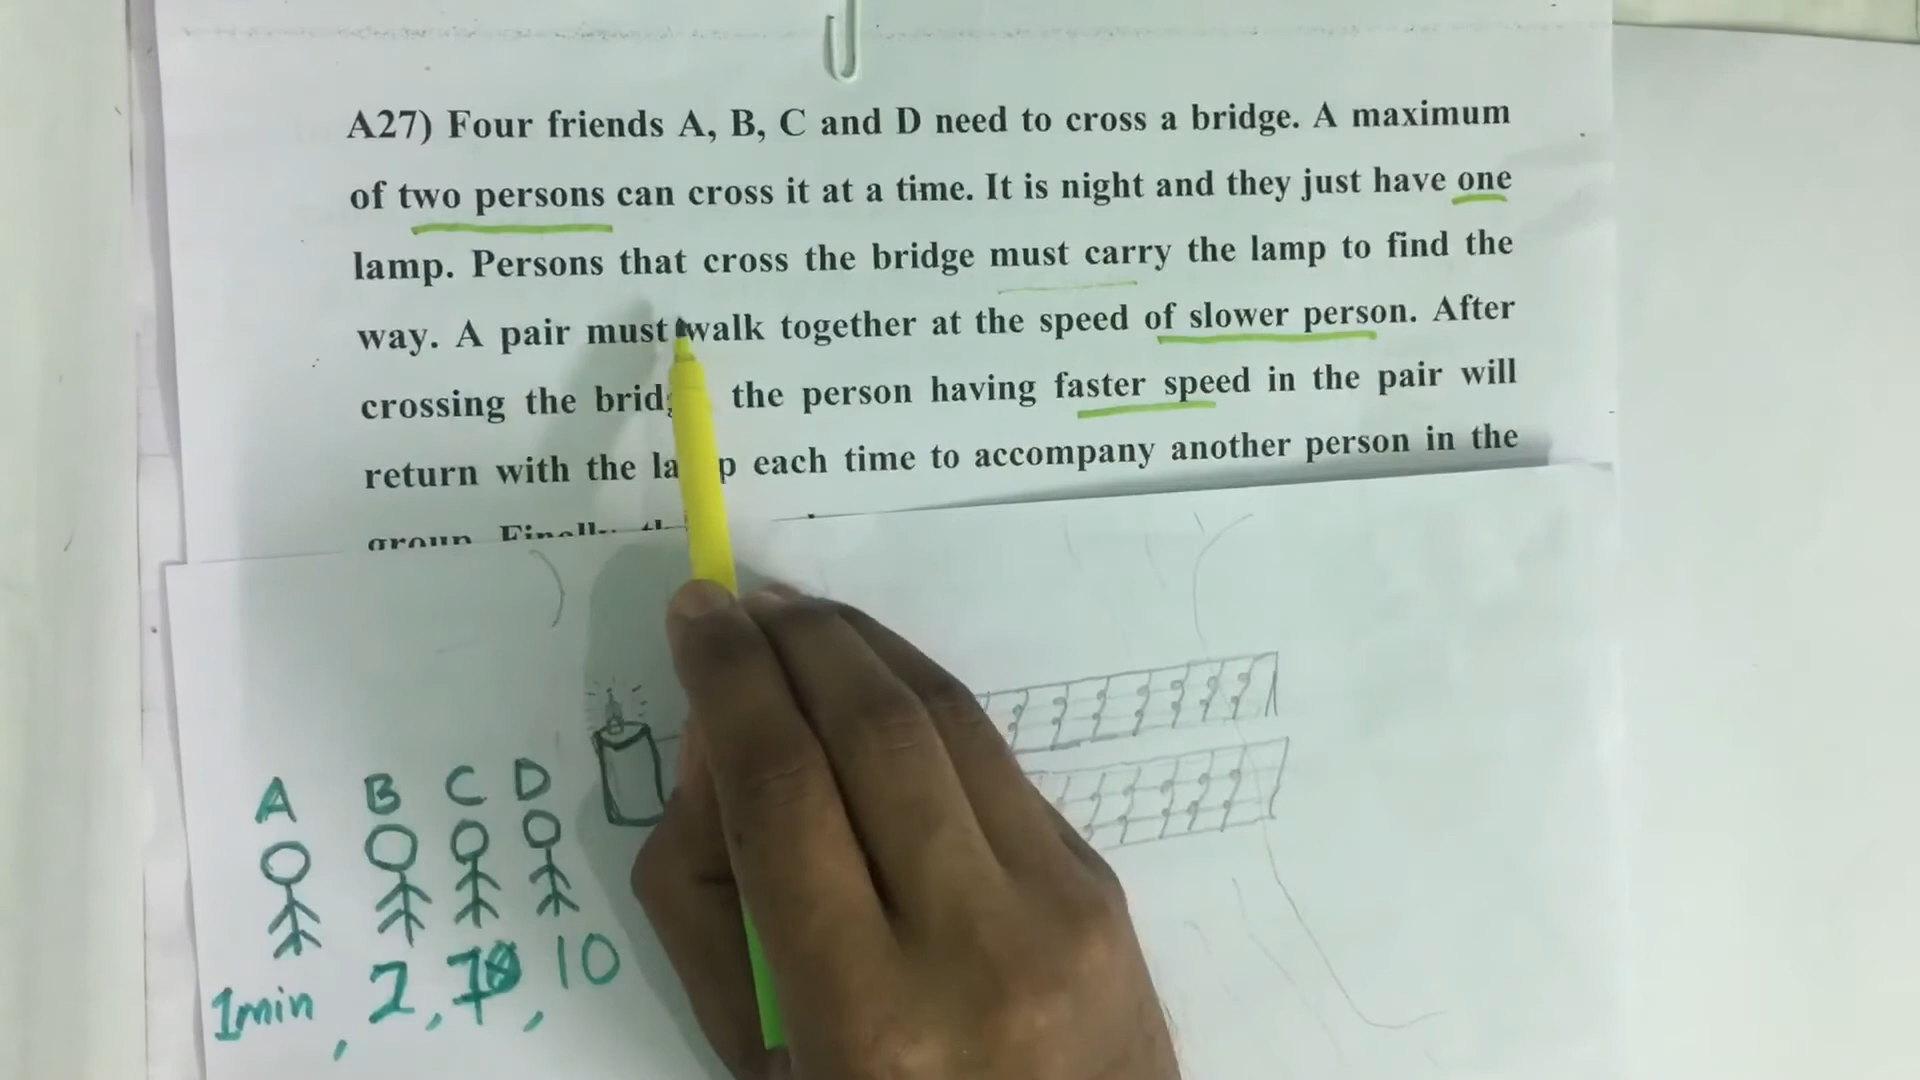 A27) Four friends A, B, C and D need to cross a bridge. A maximum
of two persons can cross it at a time. It is night and they just have one
lamp. Persons that cross the bridge must carry the lamp to find the
way. A pair must walk together at the speed of slower person. After
crossing the the person having faster speed in the pair will
return with the each time to accompany another person in the
group. Finally
A B C D
1min, 2, 7, 10